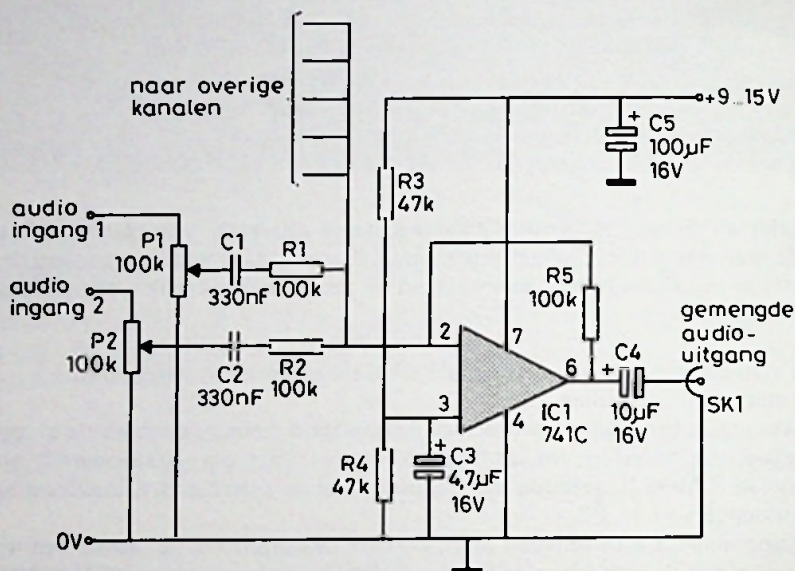 naar overige
kanalen
+9...15V
C5
100µF
16V
+
R3
47k
audio
ingang 1
P1
100k
C1
330nF
R1
100k
audio
ingang
2
P2
100k
C2
330nF
R2
100k
R5
100k
2
7
6
3
4
IC1
741C
+
C4
10µF
16V
gemengde
audio-
uitgang
SK1
R4
47k
+
C3
4,7µF
16V
0V